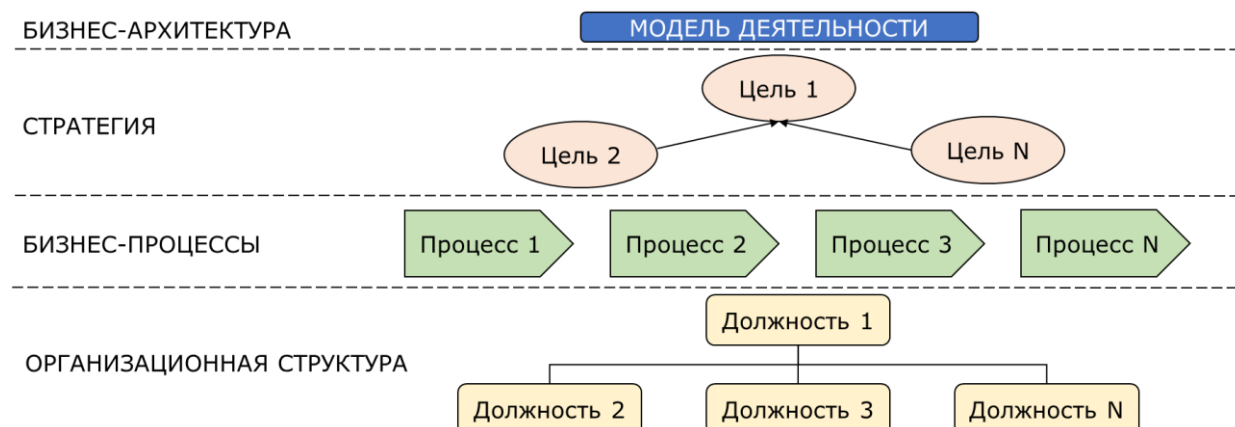 БИЗНЕС-АРХИТЕКТУРА
МОДЕЛЬ ДЕЯТЕЛЬНОСТИ
СТРАТЕГИЯ
Цель 1
Цель 2
Цель N
БИЗНЕС-ПРОЦЕССЫ
Процесс 1
Процесс 2
Процесс 3
Процесс N
ОРГАНИЗАЦИОННАЯ СТРУКТУРА
Должность 1
Должность 2
Должность 3
Должность N